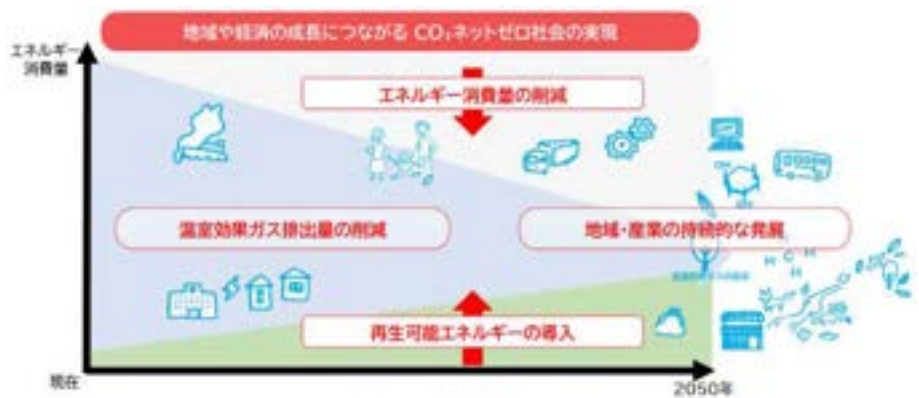 地域や経済の成長につながる CO₂ネットゼロ社会の実現
エネルギー
消費量
エネルギー消費量の削減
温室効果ガス排出量の削減
地域・産業の持続的な発展
再生可能エネルギーの導入
現在
2050年
H C H
H